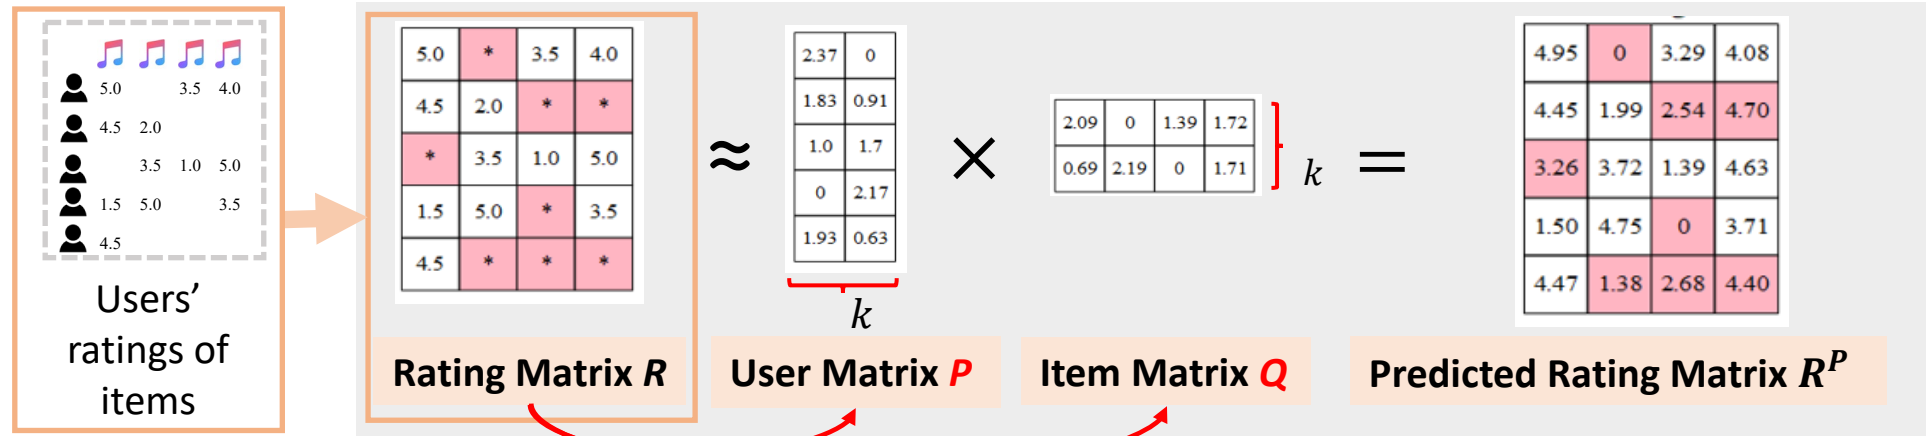 5.0 3.5 4.0
4.5 2.0
3.5 1.0 5.0
1.5 5.0 3.5
4.5
Users'
ratings of
items
5.0 * 3.5 4.0
4.5 2.0 * *
* 3.5 1.0 5.0
1.5 5.0 * 3.5
4.5 * * *
Rating Matrix R
≈
2.37 0
1.83 0.91
1.0 1.7
0 2.17
1.93 0.63
k
User Matrix P
×
2.09 0 1.39 1.72
0.69 2.19 0 1.71
k
Item Matrix Q
=
4.95 0 3.29 4.08
4.45 1.99 2.54 4.70
3.26 3.72 1.39 4.63
1.50 4.75 0 3.71
4.47 1.38 2.68 4.40
Predicted Rating Matrix R^P